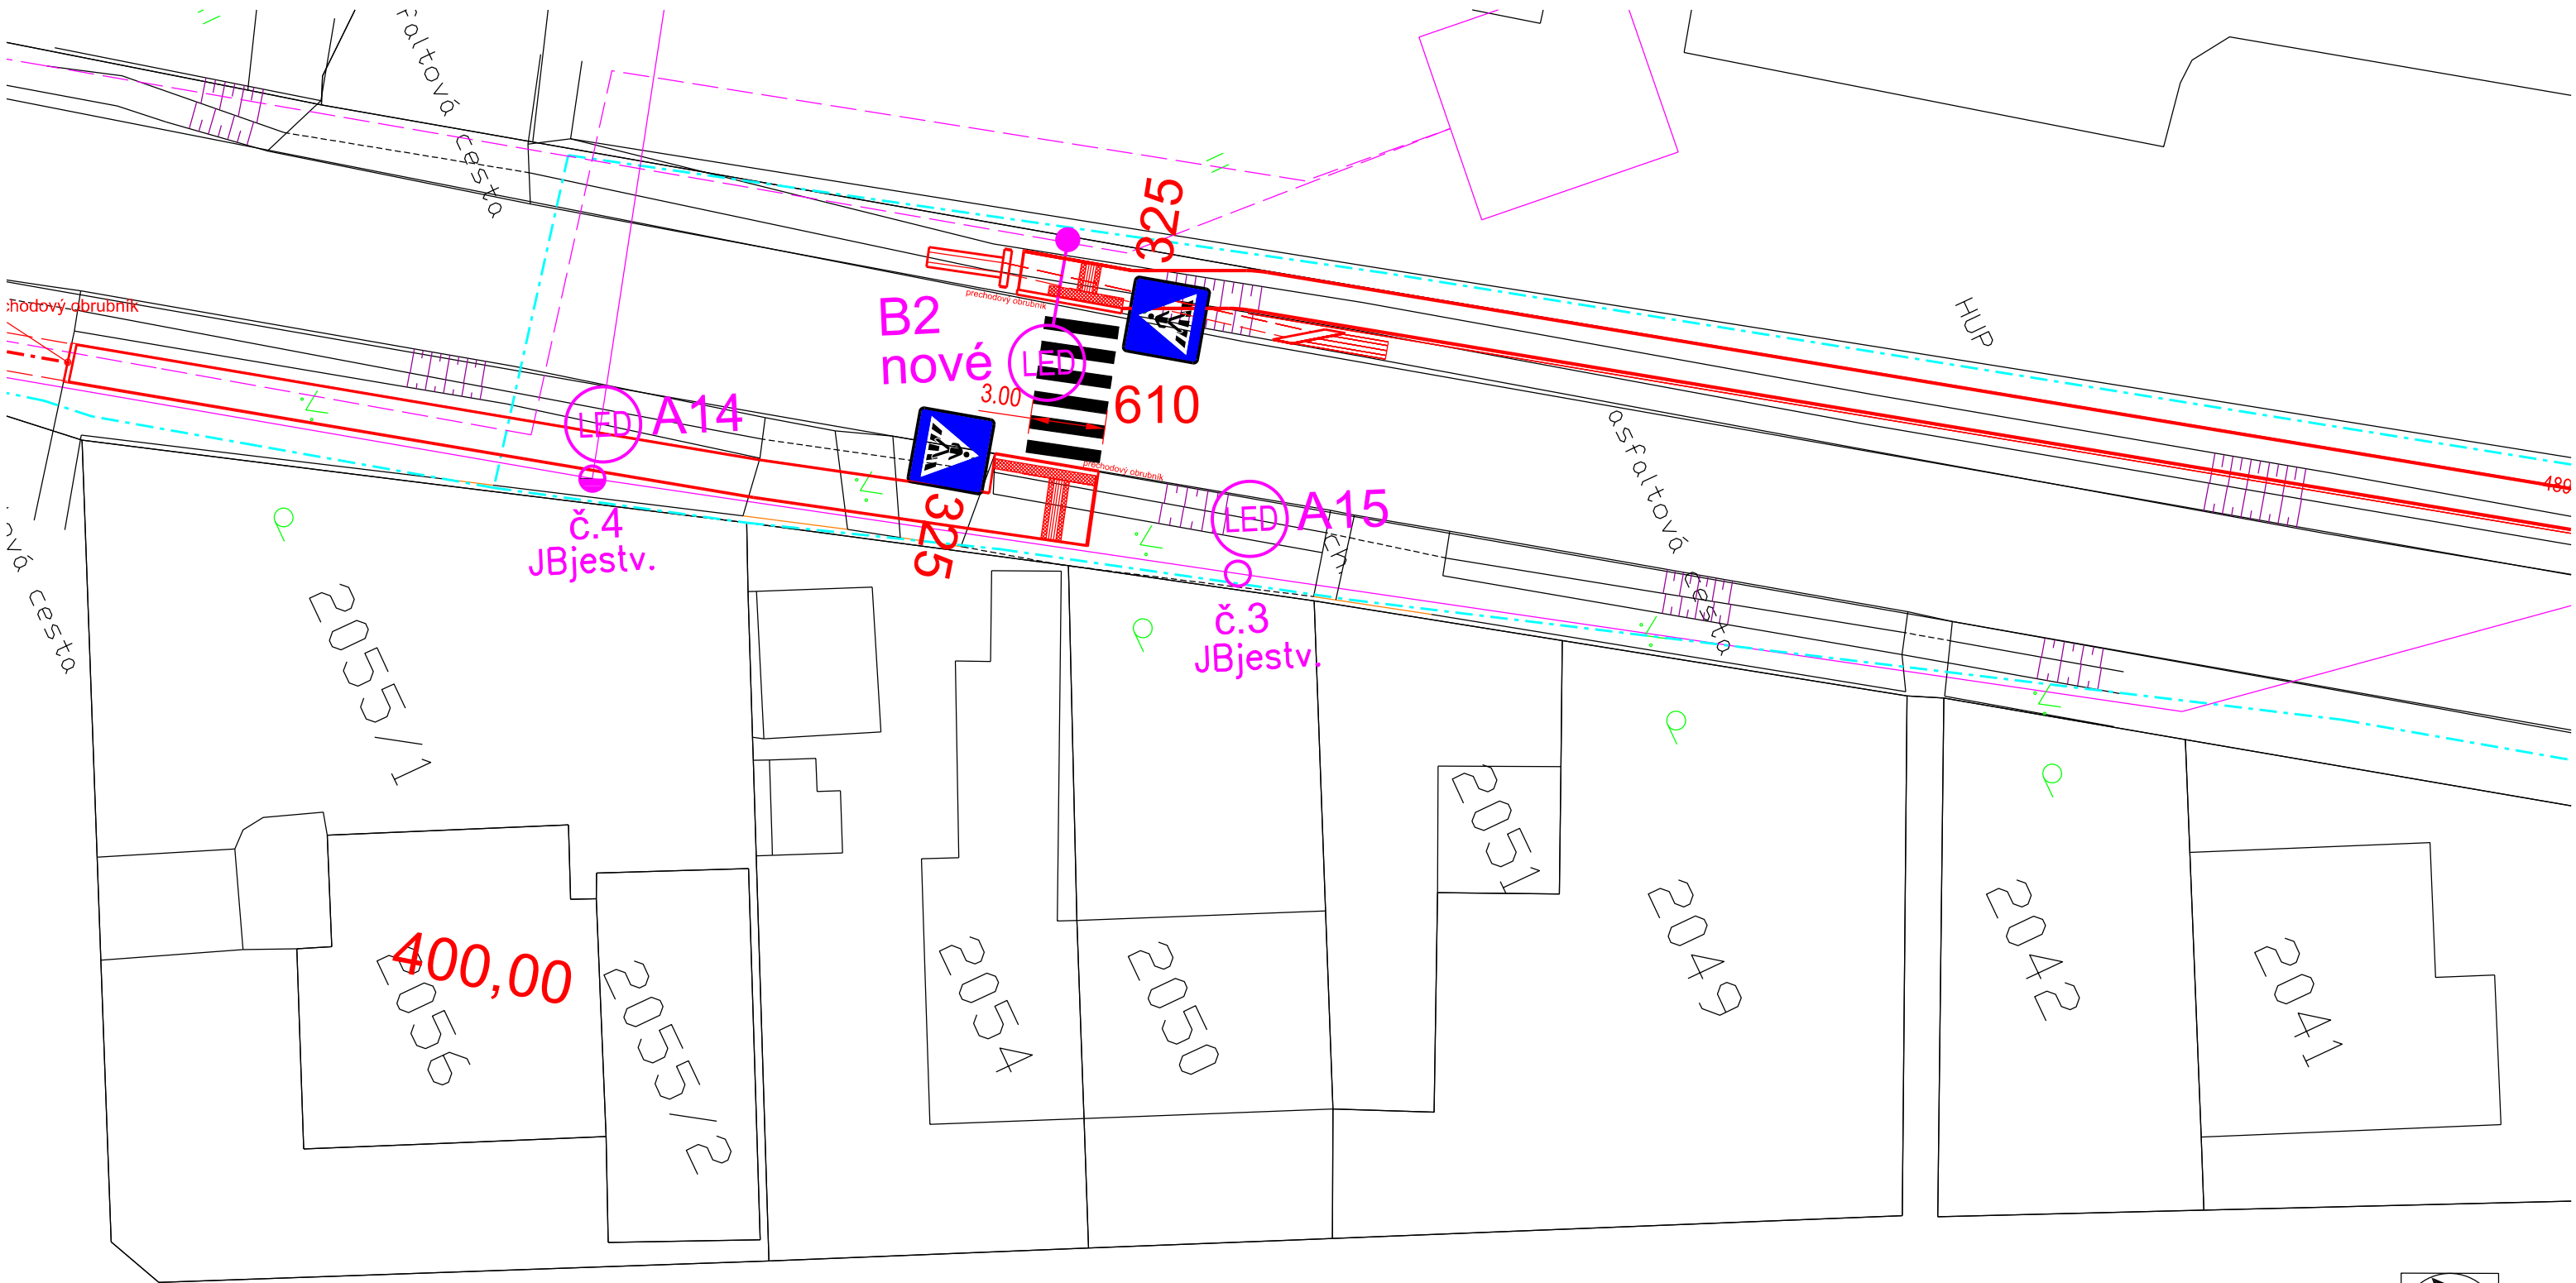 faltová cesta
325
prechodový obrubník
chodový obrubník
B2
nové
LED
3.00
610
HUP
LED
A14
prechodový obrubník
asfaltová cesta
489
LED
A15
325
č.4
JBjestv.
č.3
JBjestv.
ová cesta
2055/1
2051
2049
2042
2041
400,00
2056
2055/2
2054
2050